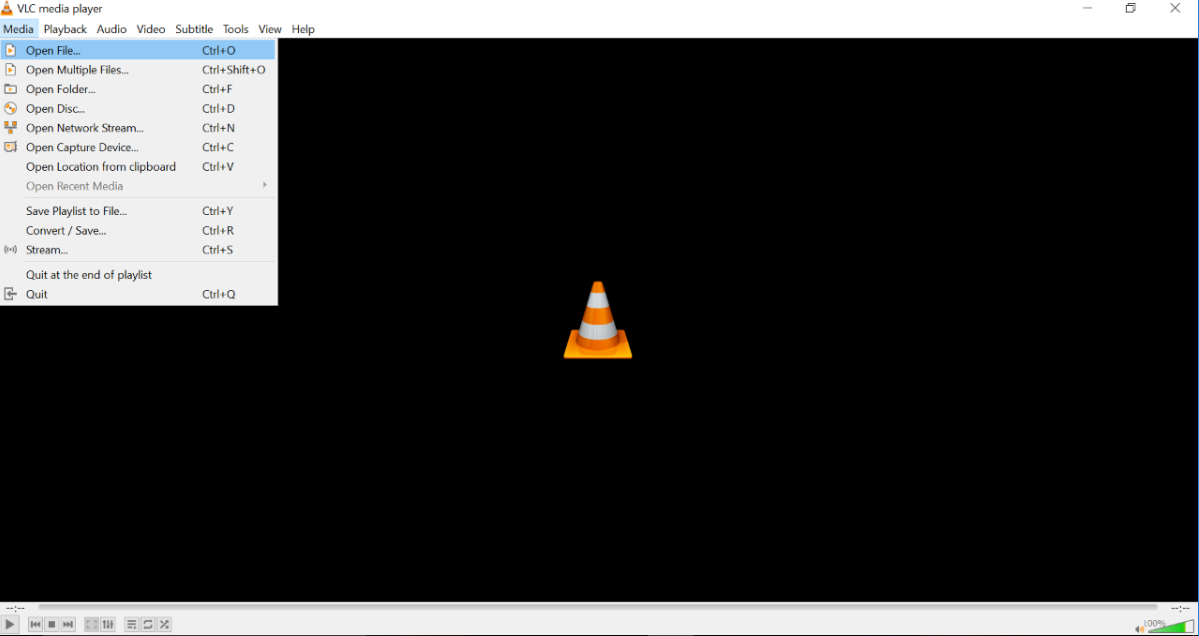 VLC media player
Media Playback Audio Video Subtitle Tools View Help
Open File... Ctrl+O
Open Multiple Files... Ctrl+Shift+O
Open Folder... Ctrl+F
Open Disc... Ctrl+D
Open Network Stream... Ctrl+N
Open Capture Device... Ctrl+C
Open Location from clipboard Ctrl+V
Open Recent Media
Save Playlist to File... Ctrl+Y
Convert / Save... Ctrl+R
Stream... Ctrl+S
Quit at the end of playlist
Quit Ctrl+Q
--:-- --:--
100%